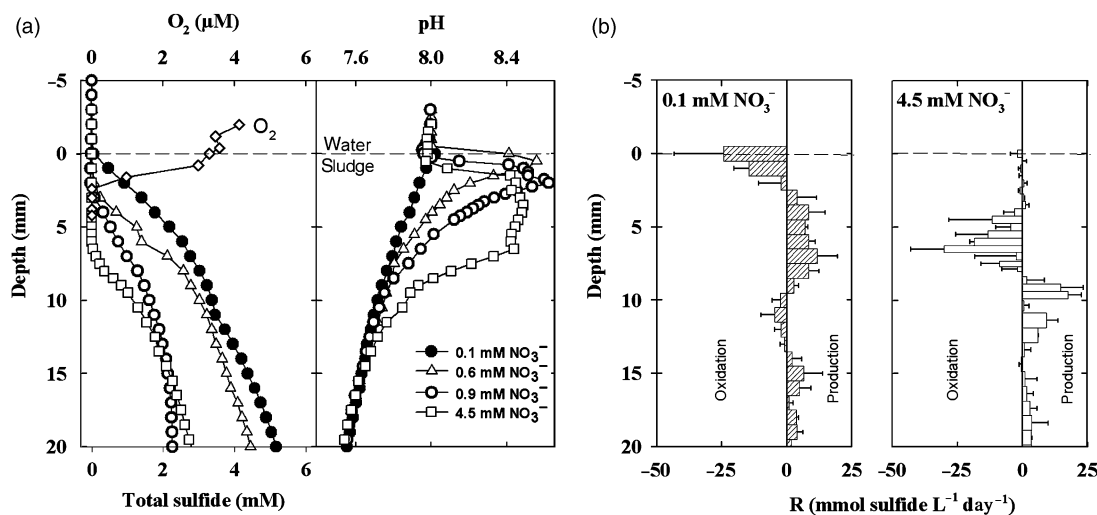 (a)
O₂ (µM)
pH
0 2 4 6
7.6 8.0 8.4
−5
0
5
10
15
20
Depth (mm)
O₂
Water
Sludge
0.1 mM NO₃⁻
0.6 mM NO₃⁻
0.9 mM NO₃⁻
4.5 mM NO₃⁻
0 2 4 6
Total sulfide (mM)
(b)
−5
0
5
10
15
20
Depth (mm)
0.1 mM NO₃⁻
Oxidation
Production
4.5 mM NO₃⁻
Oxidation
Production
−50 −25 0 25
−50 −25 0 25
R (mmol sulfide L⁻¹ day⁻¹)